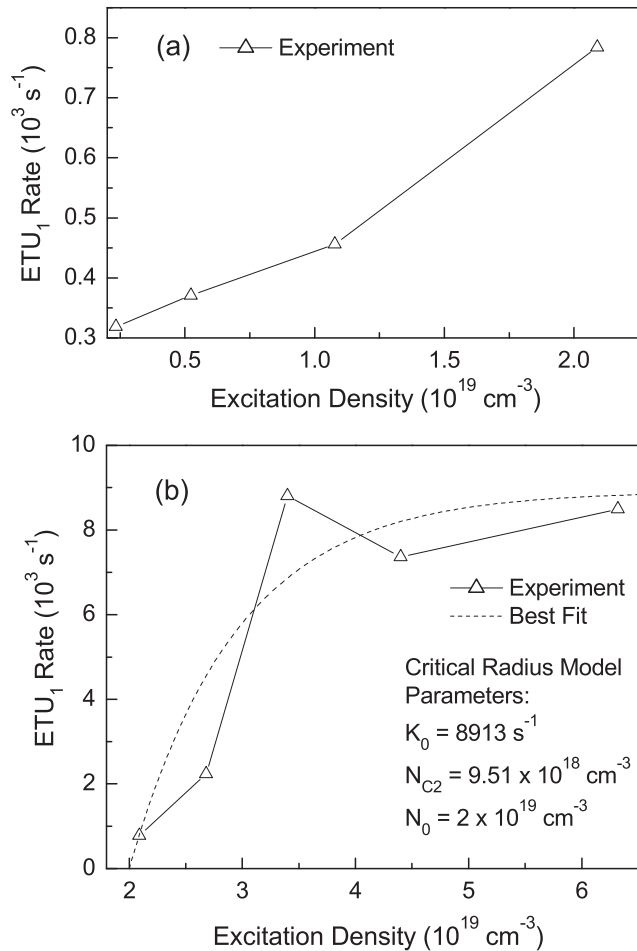 (a)
Experiment
0.8
0.7
0.5
0.4
0.3
ETU₁ Rate (10³ s⁻¹)
0.5
1.0
1.5
2.0
Excitation Density (10¹⁹ cm⁻³)
(b)
10
8
6
4
2
0
ETU₁ Rate (10³ s⁻¹)
Experiment
Best Fit
Critical Radius Model
Parameters:
K₀ = 8913 s⁻¹
N_C2 = 9.51 x 10¹⁸ cm⁻³
N₀ = 2 x 10¹⁹ cm⁻³
2
3
4
5
6
Excitation Density (10¹⁹ cm⁻³)